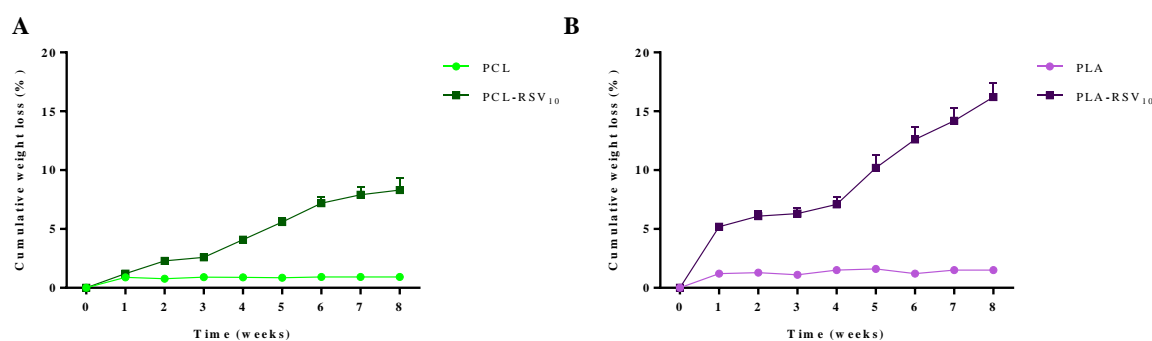 A
Cumulative weight loss (%)
20
15
10
5
0
0 1 2 3 4 5 6 7 8
Time (weeks)
PCL
PCL-RSV₁₀
B
Cumulative weight loss (%)
20
15
10
5
0
0 1 2 3 4 5 6 7 8
Time (weeks)
PLA
PLA-RSV₁₀